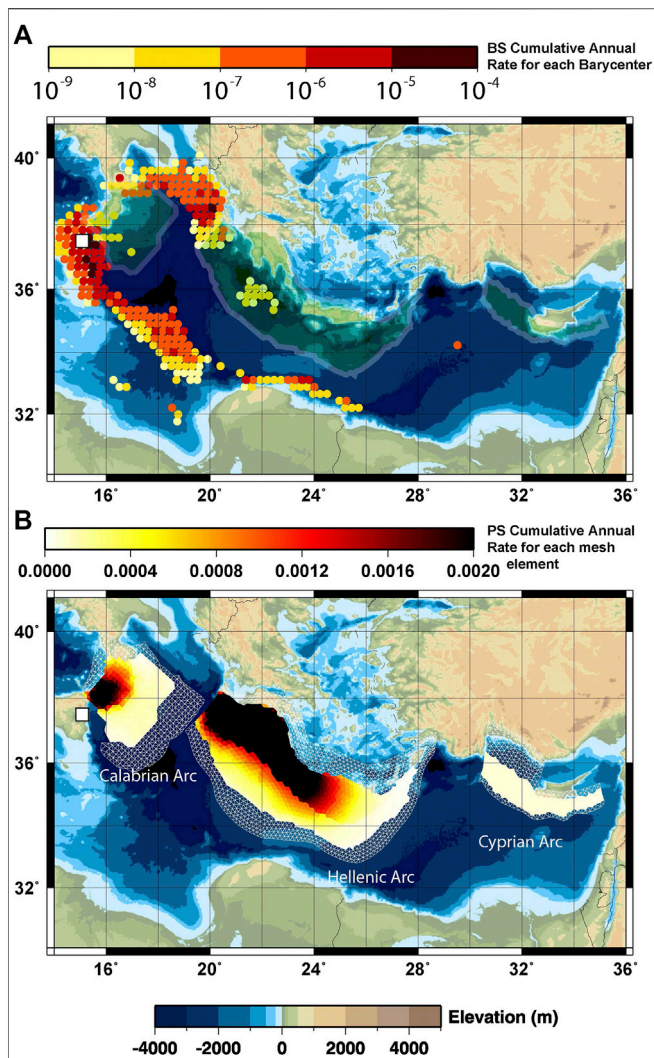 A
BS Cumulative Annual
Rate for each Barycenter
10-9 10-8 10-7 10-6 10-5 10-4
40°
36°
32°
16° 20° 24° 28° 32° 36°
B
PS Cumulative Annual
Rate for each mesh
element
0.0000 0.0004 0.0008 0.0012 0.0016 0.0020
40°
36°
32°
Calabrian Arc
Hellenic Arc
Cyprian Arc
16° 20° 24° 28° 32° 36°
Elevation (m)
-4000 -2000 0 2000 4000